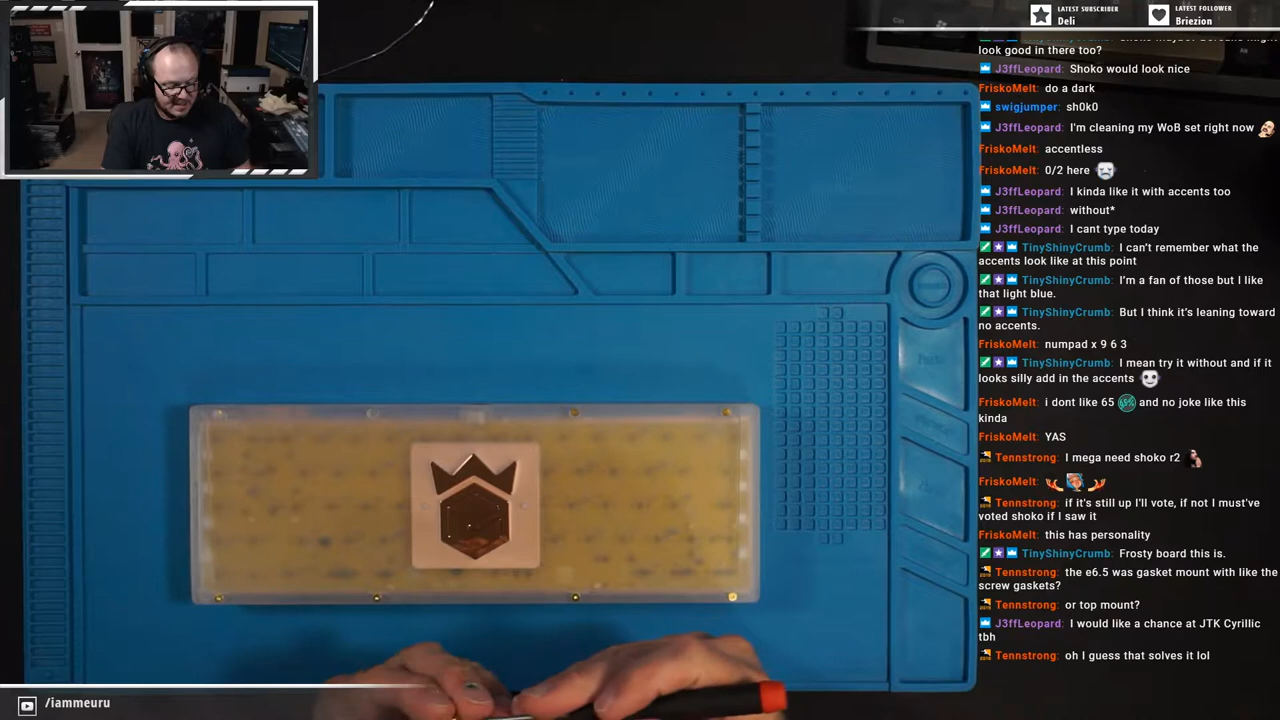 LATEST SUBSCRIBER
Deli
LATEST FOLLOWER
Briezion
look good in there too?
J3ffLeopard: Shoko would look nice
FriskoMelt: do a dark
swigjumper: sh0k0
J3ffLeopard: I'm cleaning my WoB set right now
FriskoMelt: accentless
FriskoMelt: 0/2 here
J3ffLeopard: I kinda like it with accents too
J3ffLeopard: without*
J3ffLeopard: I cant type today
TinyShinyCrumb: I can't remember what the
accents look like at this point
TinyShinyCrumb: I'm a fan of those but I like
that light blue.
TinyShinyCrumb: But I think it's leaning toward
no accents.
FriskoMelt: numpad x 9 6 3
TinyShinyCrumb: I mean try it without and if it
looks silly add in the accents
FriskoMelt: i dont like 65 65% and no joke like this
kinda
FriskoMelt: YAS
Tennstrong: I mega need shoko r2
FriskoMelt:
Tennstrong: if it's still up I'll vote, if not I must've
voted shoko if I saw it
FriskoMelt: this has personality
TinyShinyCrumb: Frosty board this is.
Tennstrong: the e6.5 was gasket mount with like the
screw gaskets?
Tennstrong: or top mount?
J3ffLeopard: I would like a chance at JTK Cyrillic
tbh
Tennstrong: oh I guess that solves it lol
/iammeuru